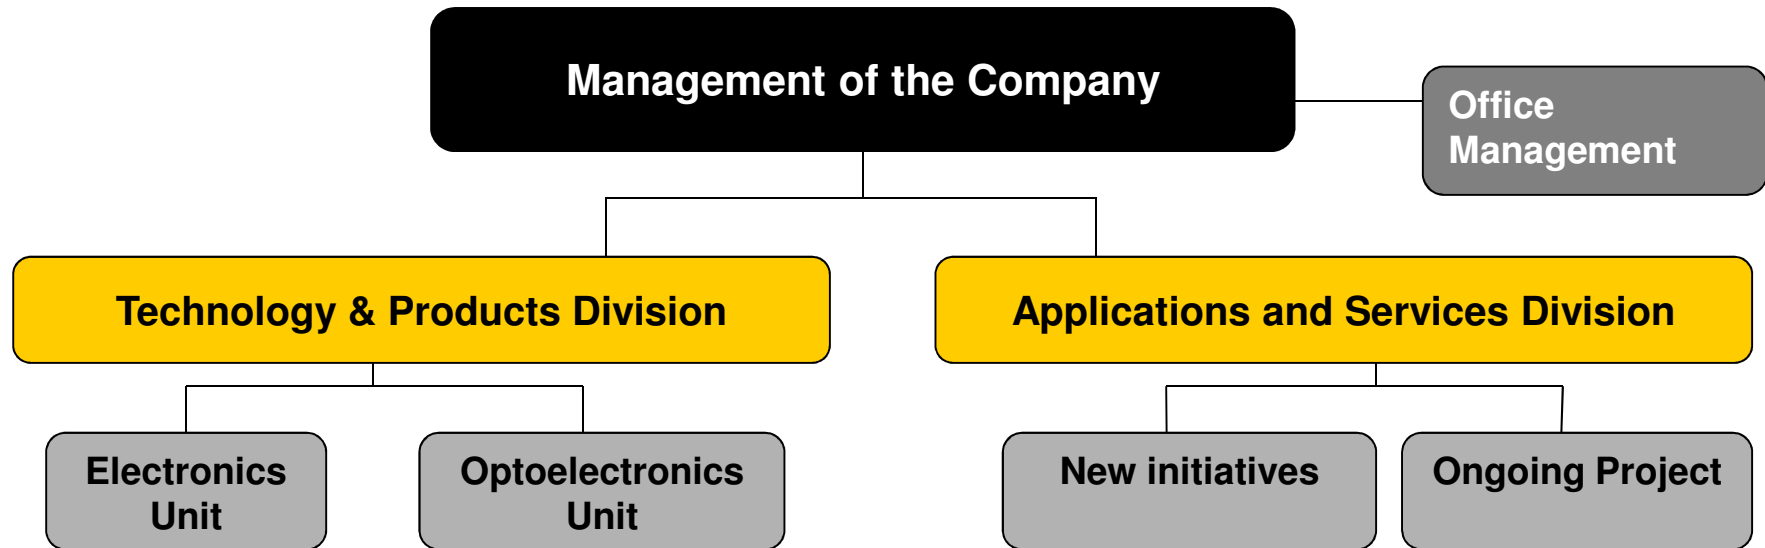 Management of the Company
Office
Management
Technology & Products Division
Applications and Services Division
Electronics
Unit
Optoelectronics
Unit
New initiatives
Ongoing Project